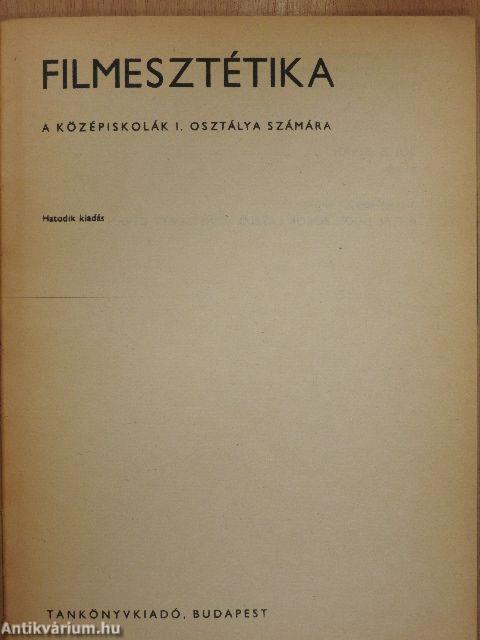 FILMESZTÉTIKA
A KÖZÉPISKOLÁK I. OSZTÁLYA SZÁMÁRA
Hatodik kiadás
TANKÖNYVKIADÓ, BUDAPEST
Antikvárium.hu